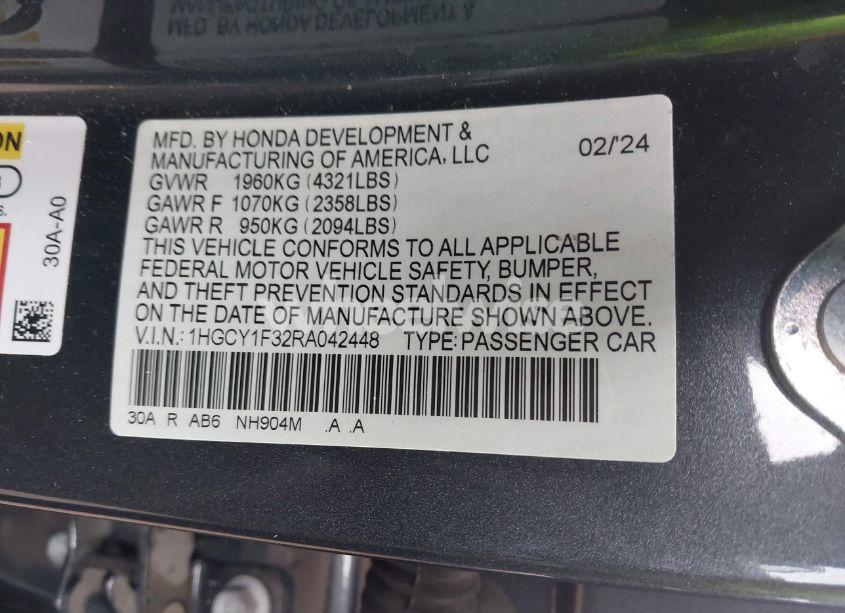 MFD. BY HONDA DEVELOPMENT &
MANUFACTURING OF AMERICA, LLC
02/'24
GVWR 1960KG (4321LBS)
GAWR F 1070KG (2358LBS)
GAWR R 950KG (2094LBS)
THIS VEHICLE CONFORMS TO ALL APPLICABLE
FEDERAL MOTOR VEHICLE SAFETY, BUMPER,
AND THEFT PREVENTION STANDARDS IN EFFECT
ON THE DATE OF MANUFACTURE SHOWN ABOVE.
V.I.N.: 1HGCY1F32RA042448 TYPE: PASSENGER CAR
30A R AB6 NH904M .A .A
30A-A0